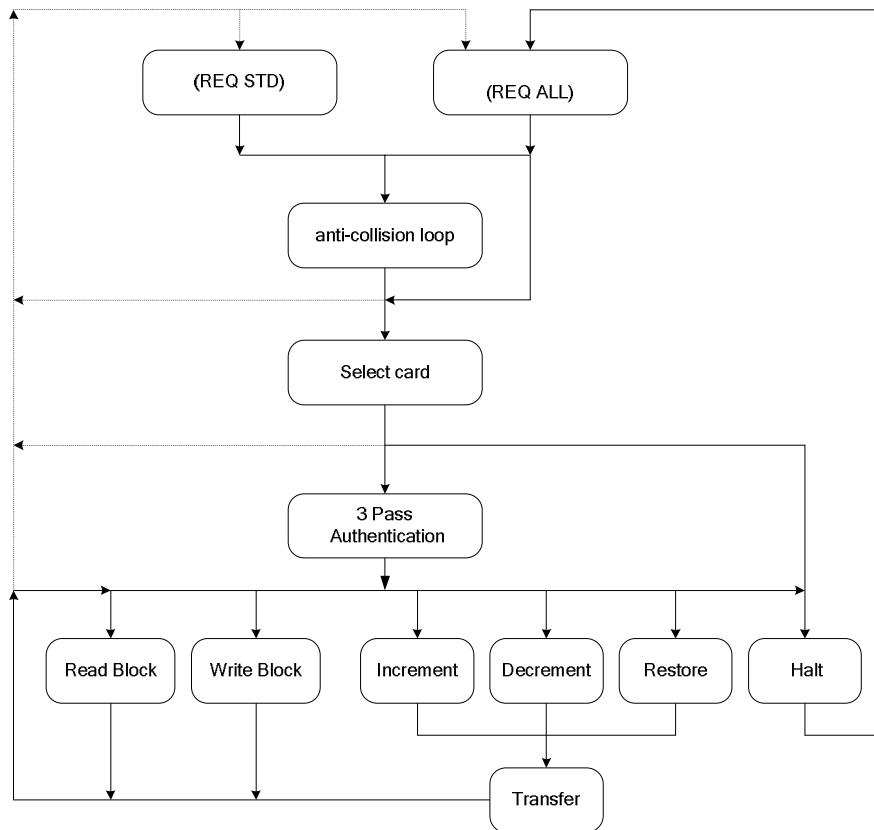 (REQ STD)
(REQ ALL)
anti-collision loop
Select card
3 Pass
Authentication
Read Block
Write Block
Increment
Decrement
Restore
Halt
Transfer